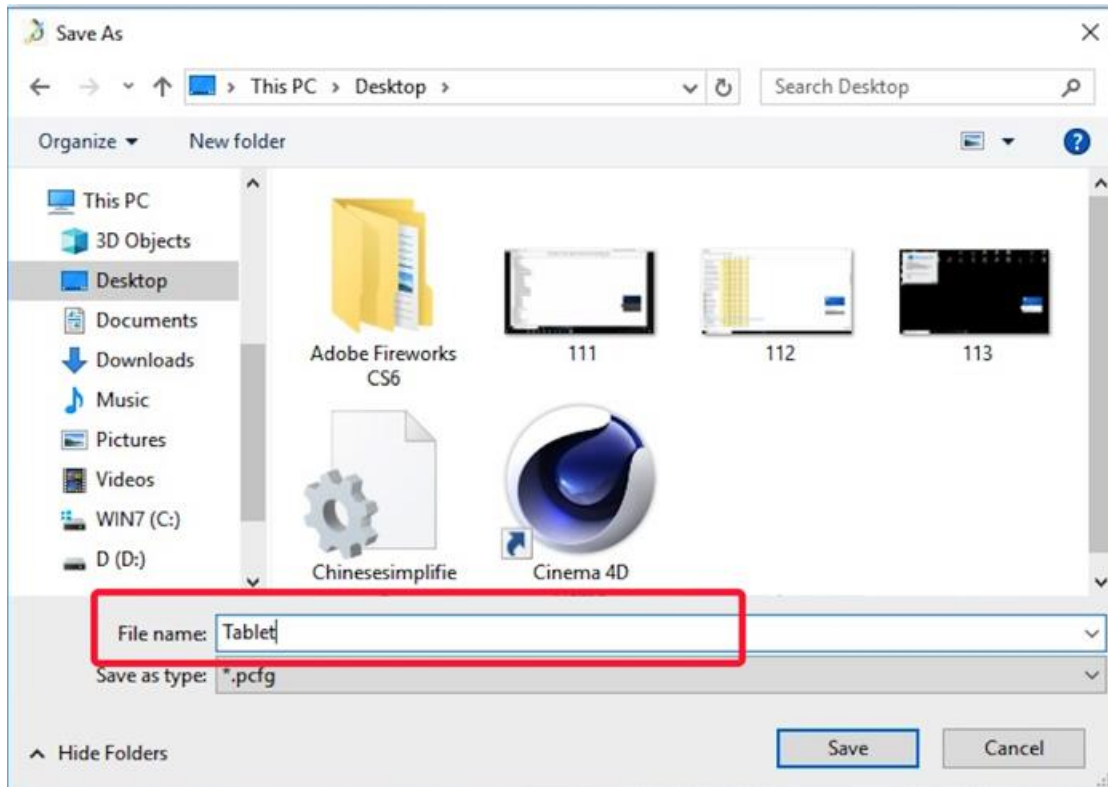 Save As
This PC > Desktop >
Search Desktop
Organize
New folder
This PC
3D Objects
Desktop
Documents
Downloads
Music
Pictures
Videos
WIN7 (C:)
D (D:)
Adobe Fireworks
CS6
111
112
113
Chinesesimplifie
Cinema 4D
File name: Tablet
Save as type: *.pcfg
Hide Folders
Save
Cancel